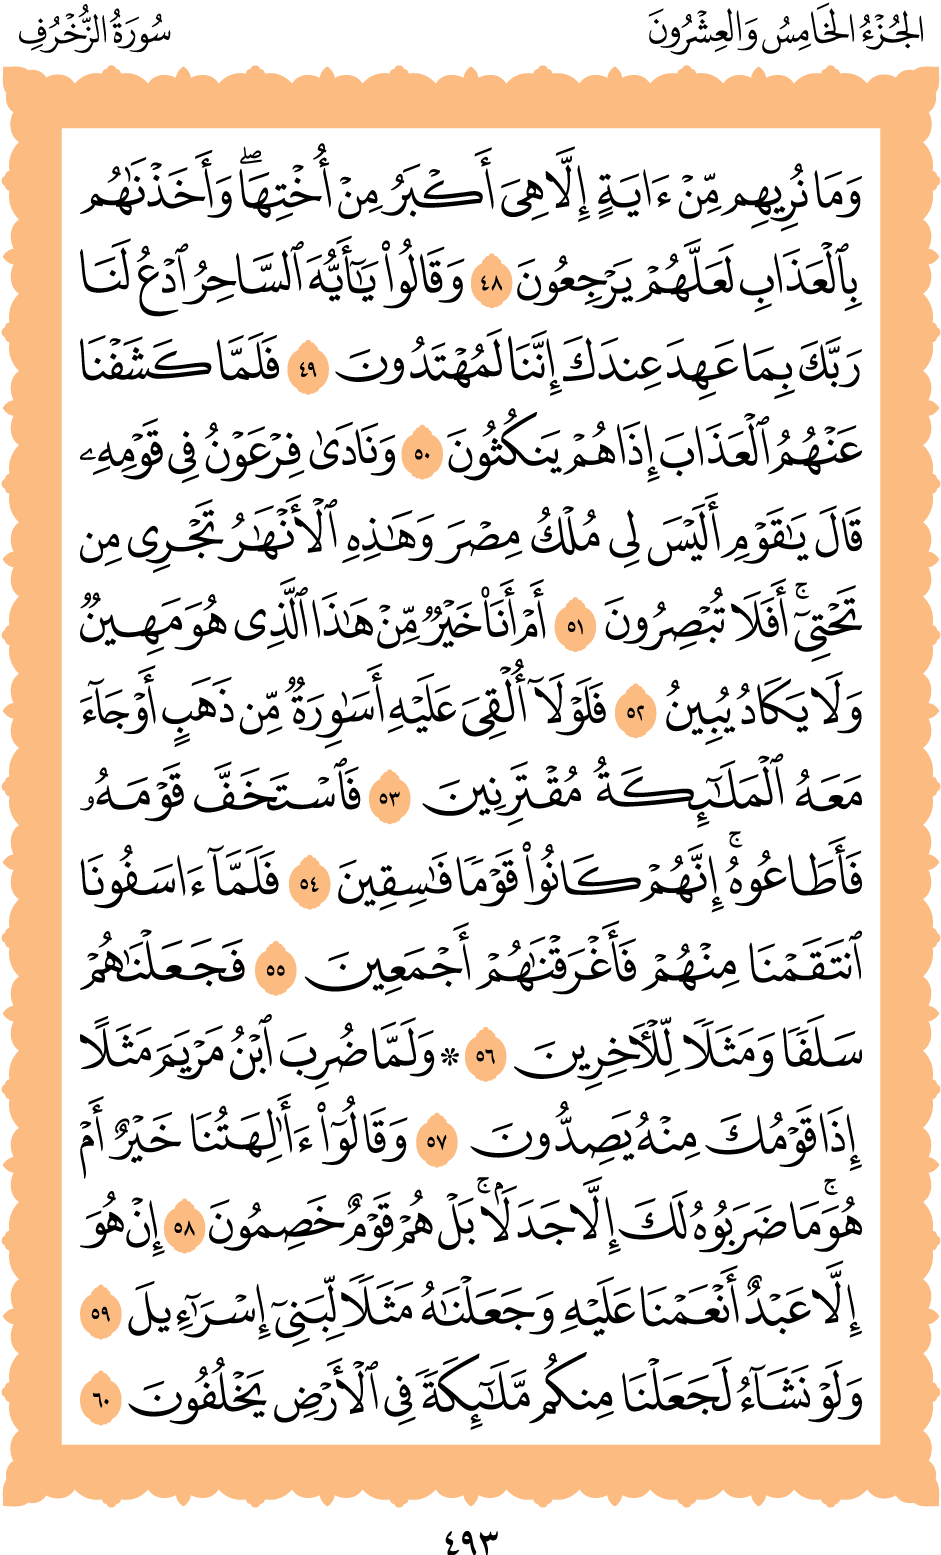 الجُزْءُ الخَامِسُ وَالعِشْرُونَ
سُورَةُ الزُّخْرُفِ
وَمَا نُرِيهِم مِّنْ ءَايَةٍ إِلَّا هِىَ أَكْبَرُ مِنْ أُخْتِهَاۖ وَأَخَذْنَٰهُم
بِٱلْعَذَابِ لَعَلَّهُمْ يَرْجِعُونَ ٤٨ وَقَالُوا۟ يَٰٓأَيُّهَ ٱلسَّاحِرُ ٱدْعُ لَنَا
رَبَّكَ بِمَا عَهِدَ عِندَكَ إِنَّنَا لَمُهْتَدُونَ ٤٩ فَلَمَّا كَشَفْنَا
عَنْهُمُ ٱلْعَذَابَ إِذَا هُمْ يَنكُثُونَ ٥٠ وَنَادَىٰ فِرْعَوْنُ فِى قَوْمِهِۦ
قَالَ يَٰقَوْمِ أَلَيْسَ لِى مُلْكُ مِصْرَ وَهَٰذِهِ ٱلْأَنْهَٰرُ تَجْرِى مِن
تَحْتِىٓۚ أَفَلَا تُبْصِرُونَ ٥١ أَمْ أَنَا۠ خَيْرٌ مِّنْ هَٰذَا ٱلَّذِى هُوَ مَهِينٌ
وَلَا يَكَادُ يُبِينُ ٥٢ فَلَوْلَآ أُلْقِىَ عَلَيْهِ أَسْوِرَةٌ مِّن ذَهَبٍ أَوْ جَآءَ
مَعَهُ ٱلْمَلَٰٓئِكَةُ مُقْتَرِنِينَ ٥٣ فَٱسْتَخَفَّ قَوْمَهُۥ
فَأَطَاعُوهُۚ إِنَّهُمْ كَانُوا۟ قَوْمًا فَٰسِقِينَ ٥٤ فَلَمَّآ ءَاسَفُونَا
ٱنتَقَمْنَا مِنْهُمْ فَأَغْرَقْنَٰهُمْ أَجْمَعِينَ ٥٥ فَجَعَلْنَٰهُمْ
سَلَفًا وَمَثَلًا لِّلْـَٔاخِرِينَ ٥٦ * وَلَمَّا ضُرِبَ ٱبْنُ مَرْيَمَ مَثَلًا
إِذَا قَوْمُكَ مِنْهُ يَصِدُّونَ ٥٧ وَقَالُوٓا۟ ءَأَٰلِهَتُنَا خَيْرٌ أَمْ
هُوَۚ مَا ضَرَبُوهُ لَكَ إِلَّا جَدَلًۢاۚ بَلْ هُمْ قَوْمٌ خَصِمُونَ ٥٨ إِنْ هُوَ
إِلَّا عَبْدٌ أَنْعَمْنَا عَلَيْهِ وَجَعَلْنَٰهُ مَثَلًا لِّبَنِىٓ إِسْرَٰٓءِيلَ ٥٩
وَلَوْ نَشَآءُ لَجَعَلْنَا مِنكُم مَّلَٰٓئِكَةً فِى ٱلْأَرْضِ يَخْلُفُونَ ٦٠
٤٩٣